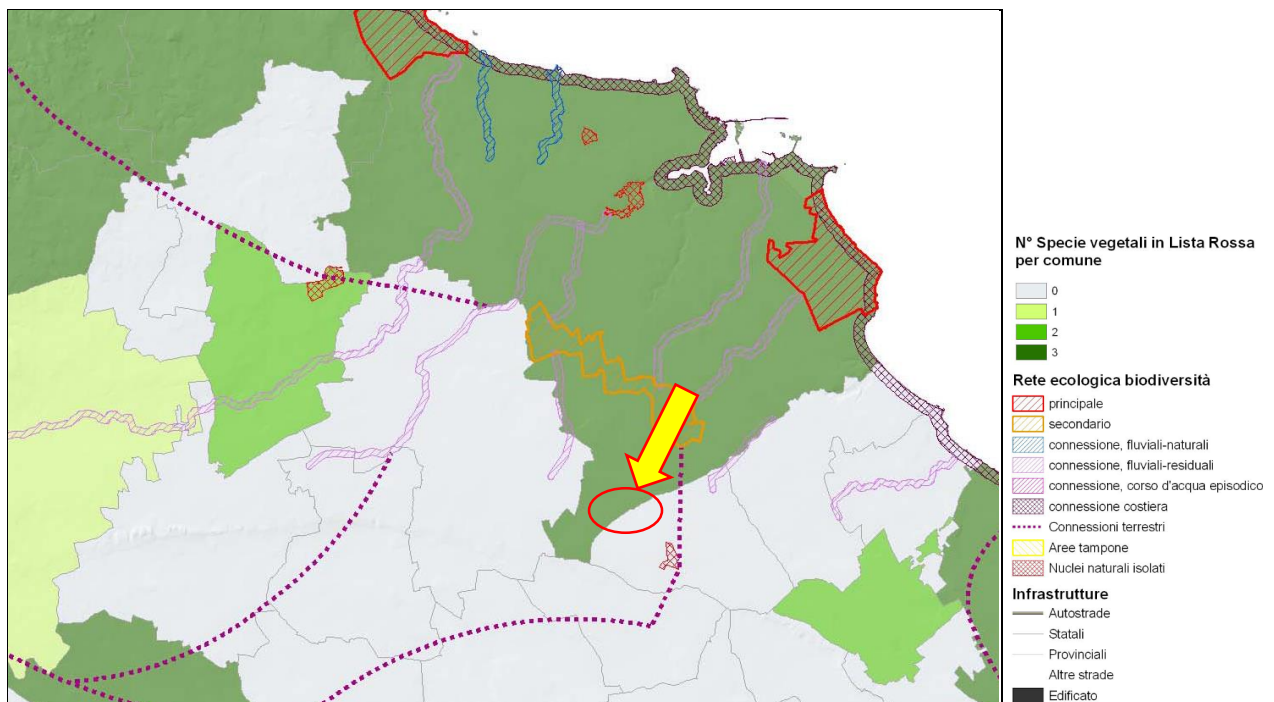 N° Specie vegetali in Lista Rossa
per comune
0
1
2
3
Rete ecologica biodiversità
principale
secondario
connessione, fluviali-naturali
connessione, fluviali-residuali
connessione, corso d'acqua episodico
connessione costiera
Connessioni terrestri
Aree tampone
Nuclei naturali isolati
Infrastrutture
Autostrade
Statali
Provinciali
Altre strade
Edificato